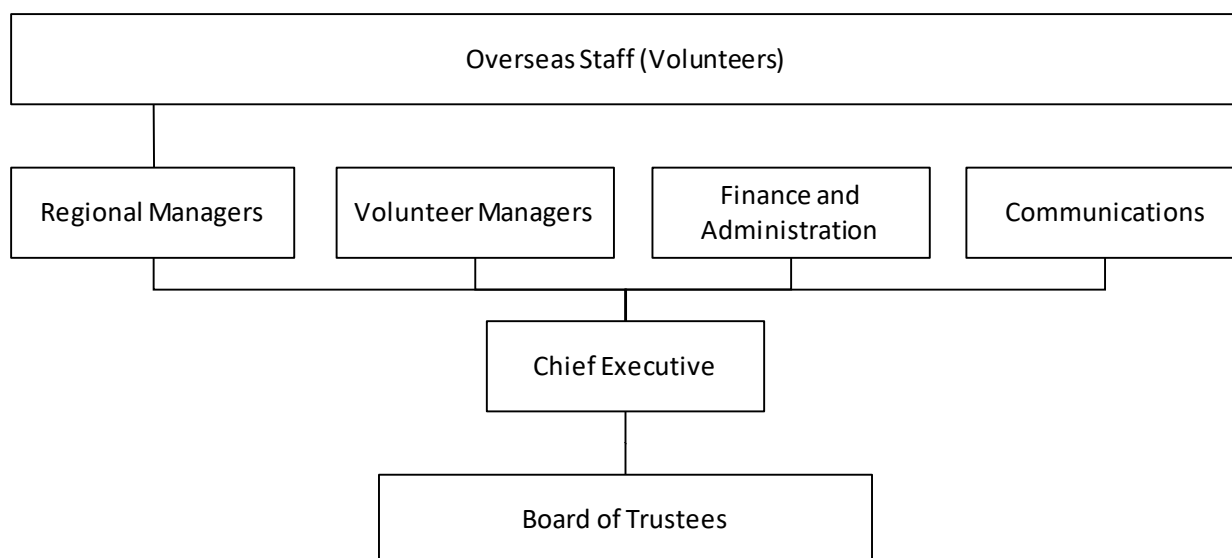 Overseas Staff (Volunteers)
Regional Managers
Volunteer Managers
Finance and
Administration
Communications
Chief Executive
Board of Trustees